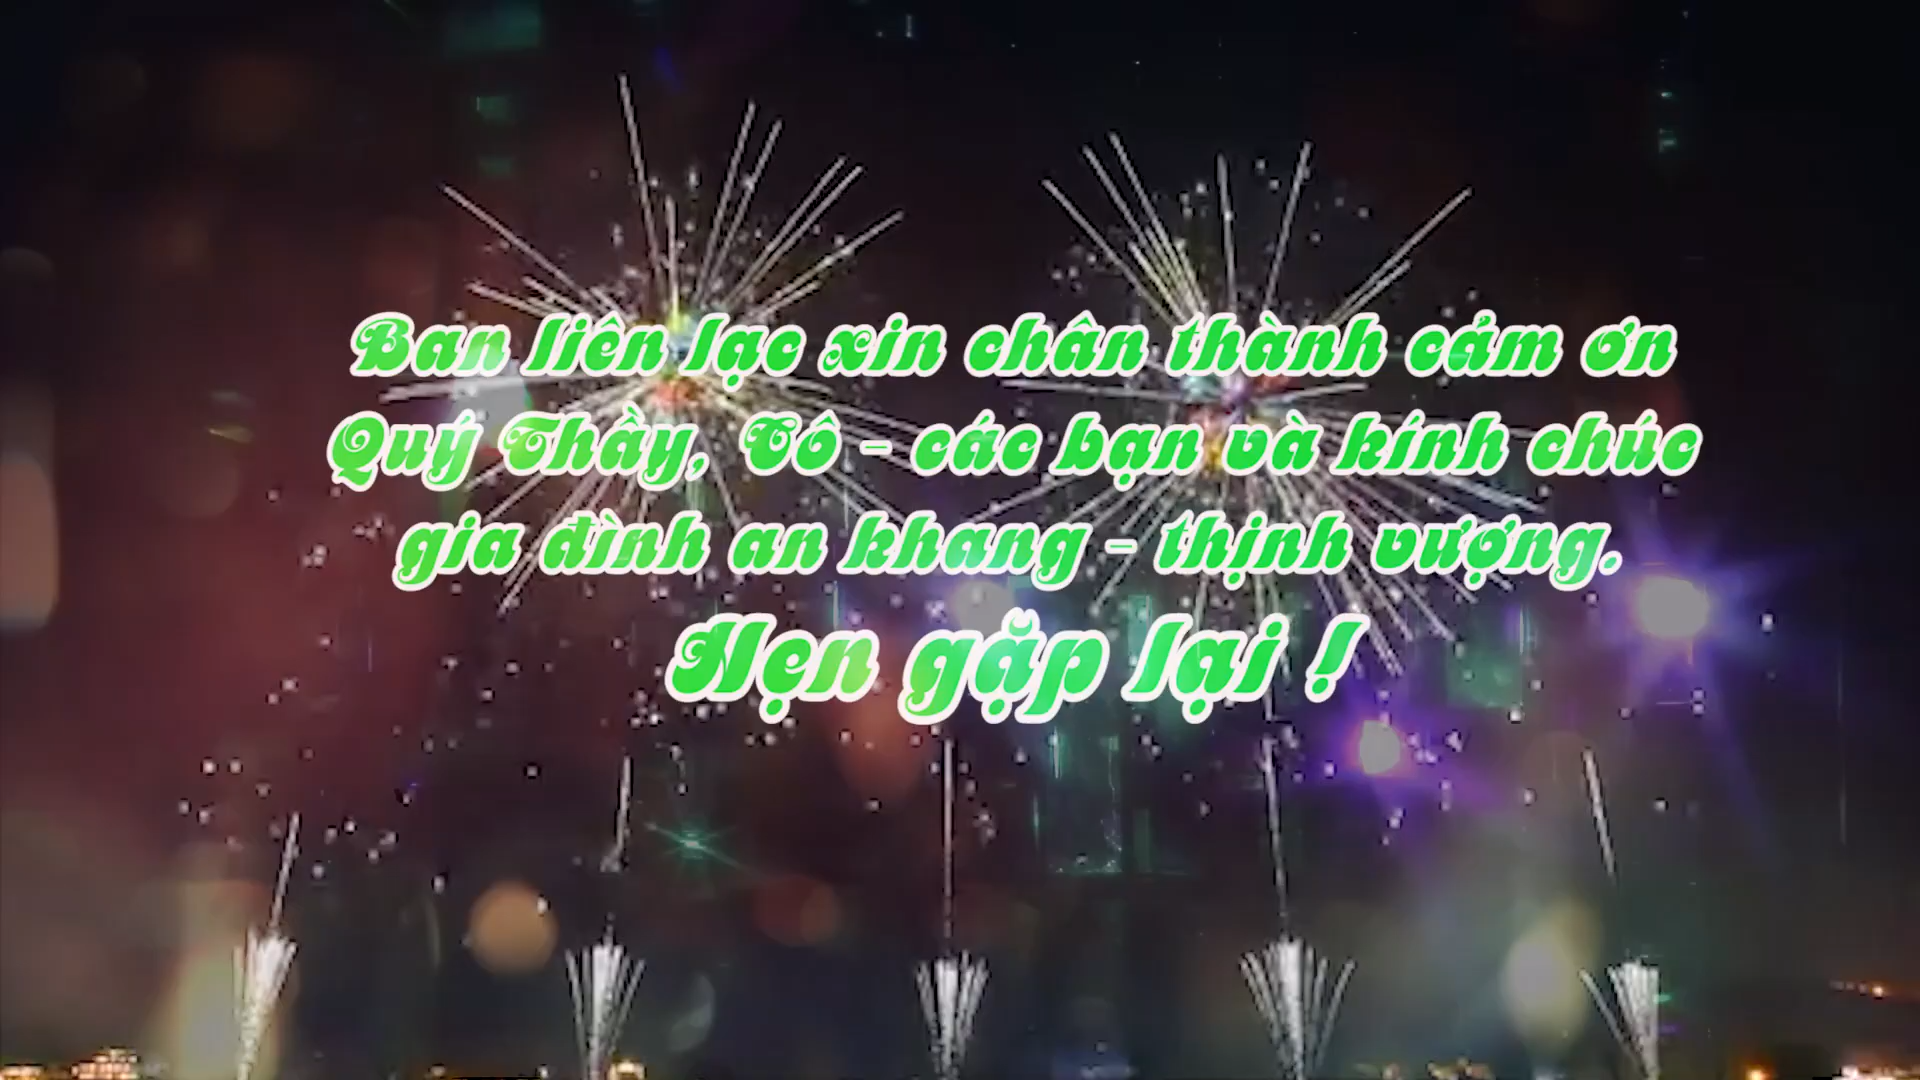 Ban liên lạc xin chân thành cảm ơn
Quý Thầy, Cô - các bạn và kính chúc
gia đình an khang - thịnh vượng.
Hẹn gặp lại !